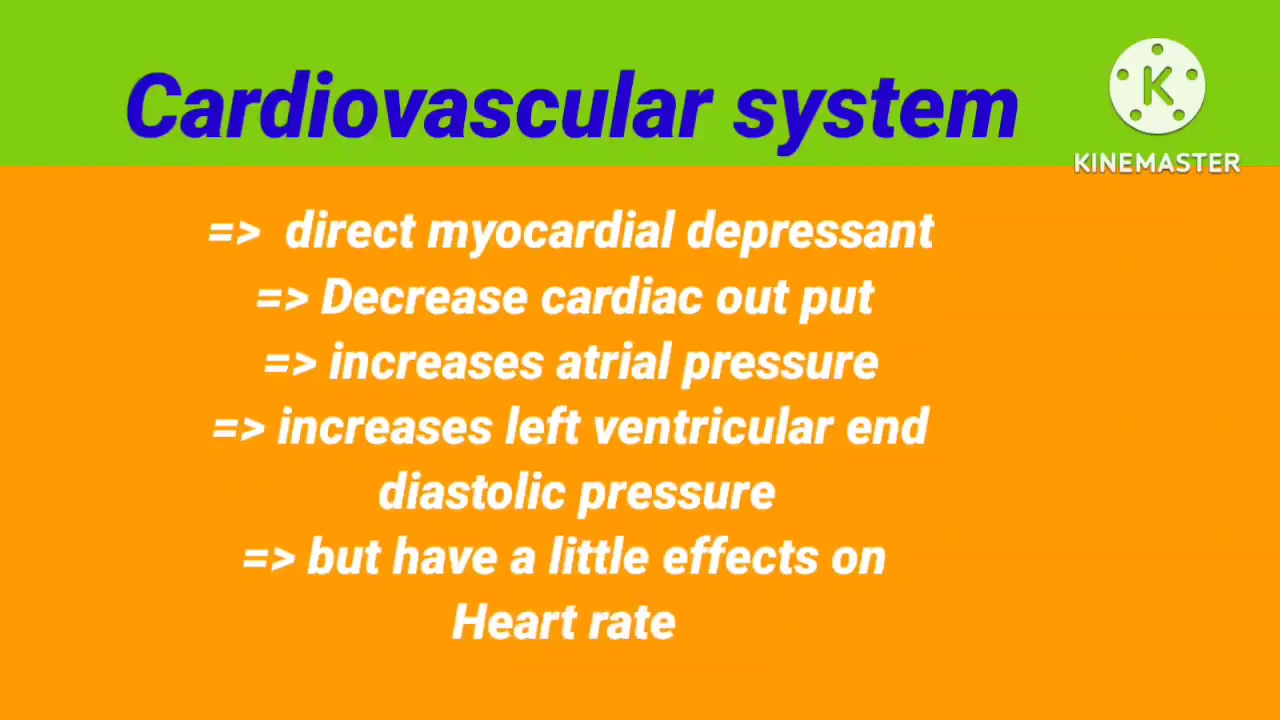 Cardiovascular system
K
KINEMASTER
=> direct myocardial depressant
=> Decrease cardiac out put
=> increases atrial pressure
=> increases left ventricular end
diastolic pressure
=> but have a little effects on
Heart rate